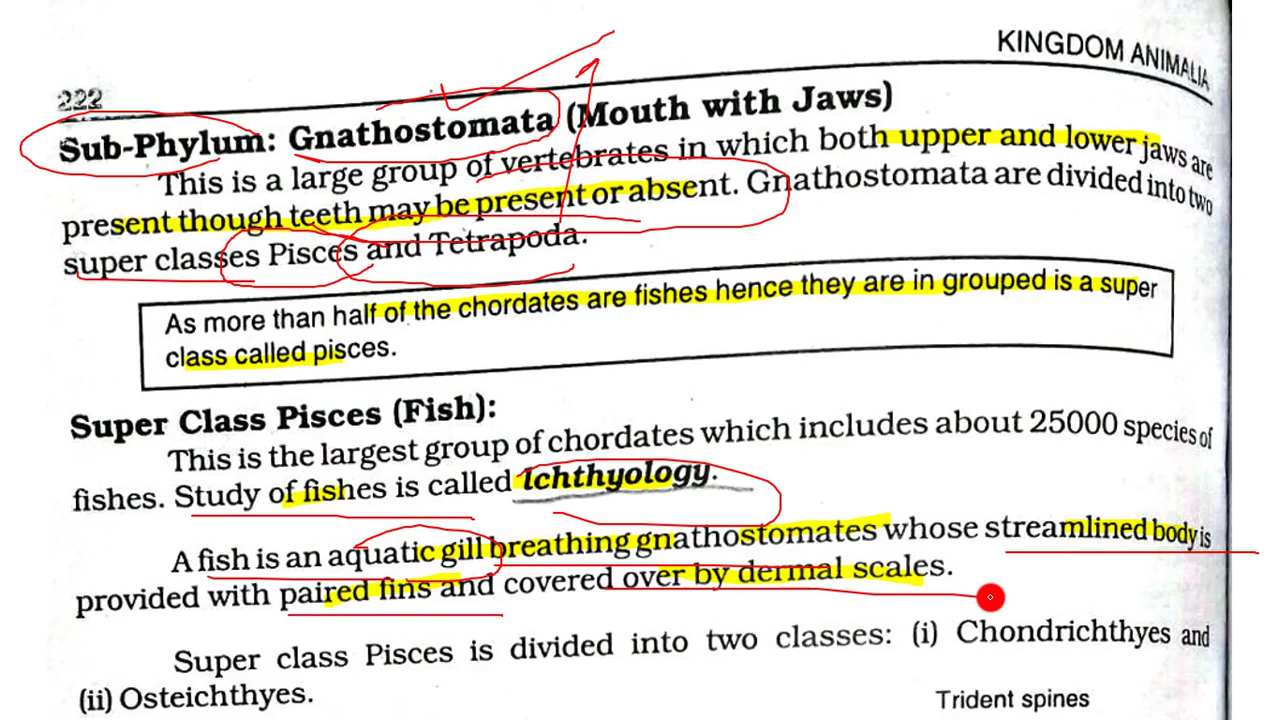 KINGDOM ANIMALIA
222
Sub-Phylum: Gnathostomata (Mouth with Jaws)
This is a large group of vertebrates in which both upper and lower jaws are
present though teeth may be present or absent. Gnathostomata are divided into two
super classes Pisces and Tetrapoda.
As more than half of the chordates are fishes hence they are in grouped is a super
class called pisces.
Super Class Pisces (Fish):
This is the largest group of chordates which includes about 25000 species of
fishes. Study of fishes is called Ichthyology.
A fish is an aquatic gill breathing gnathostomates whose streamlined body is
provided with paired fins and covered over by dermal scales.
Super class Pisces is divided into two classes: (i) Chondrichthyes and
(ii) Osteichthyes.
Trident spines